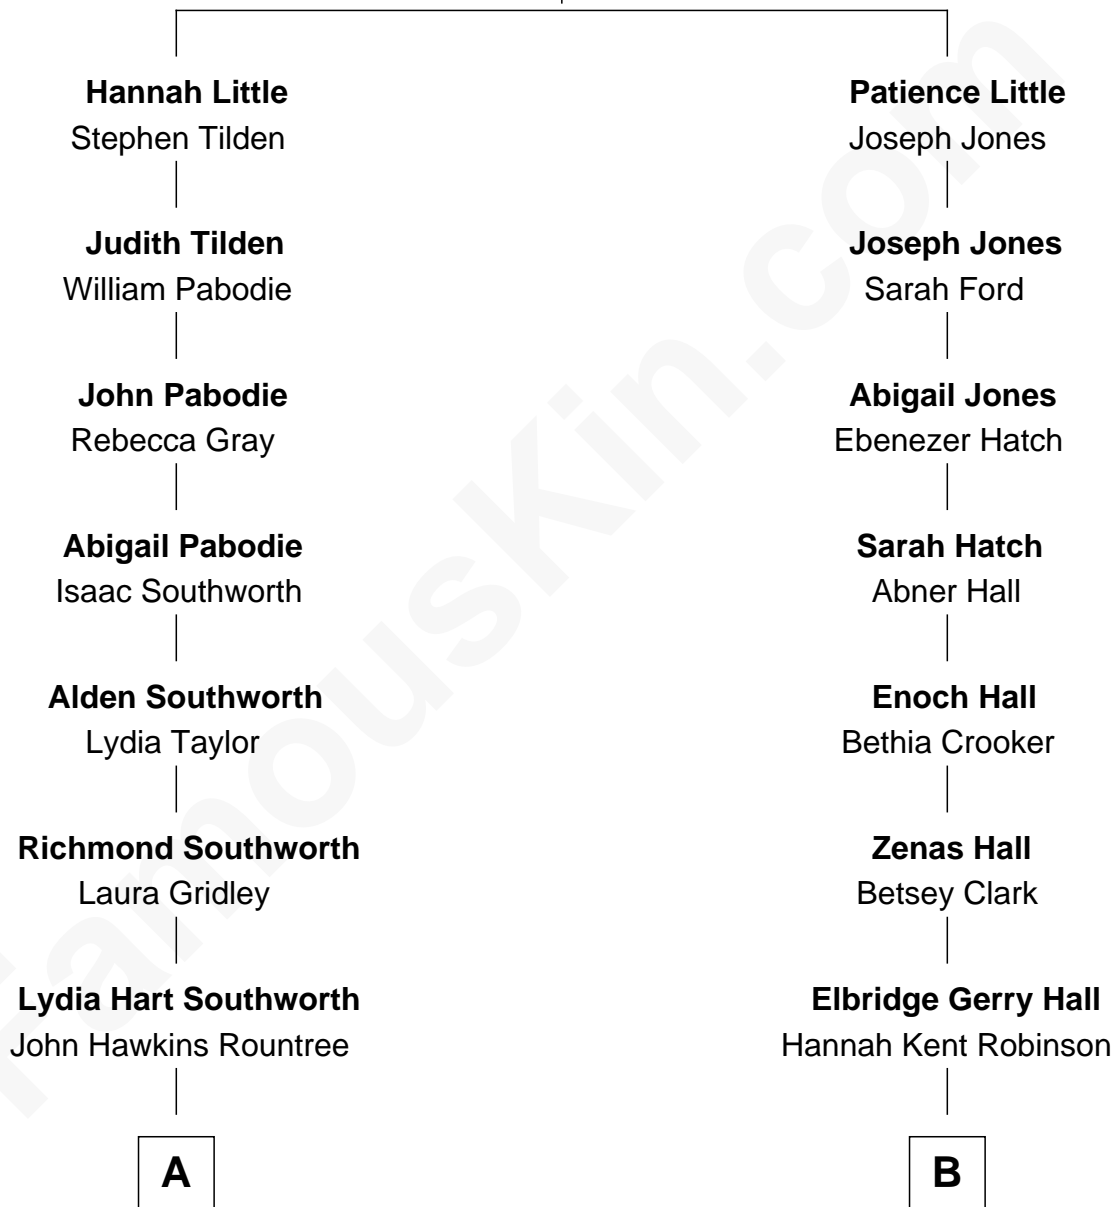 Hannah Little
Stephen Tilden
Judith Tilden
William Pabodie
John Pabodie
Rebecca Gray
Abigail Pabodie
Isaac Southworth
Alden Southworth
Lydia Taylor
Richmond Southworth
Laura Gridley
Lydia Hart Southworth
John Hawkins Rountree
A
Patience Little
Joseph Jones
Joseph Jones
Sarah Ford
Abigail Jones
Ebenezer Hatch
Sarah Hatch
Abner Hall
Enoch Hall
Bethia Crooker
Zenas Hall
Betsey Clark
Elbridge Gerry Hall
Hannah Kent Robinson
B
FamousKin.com